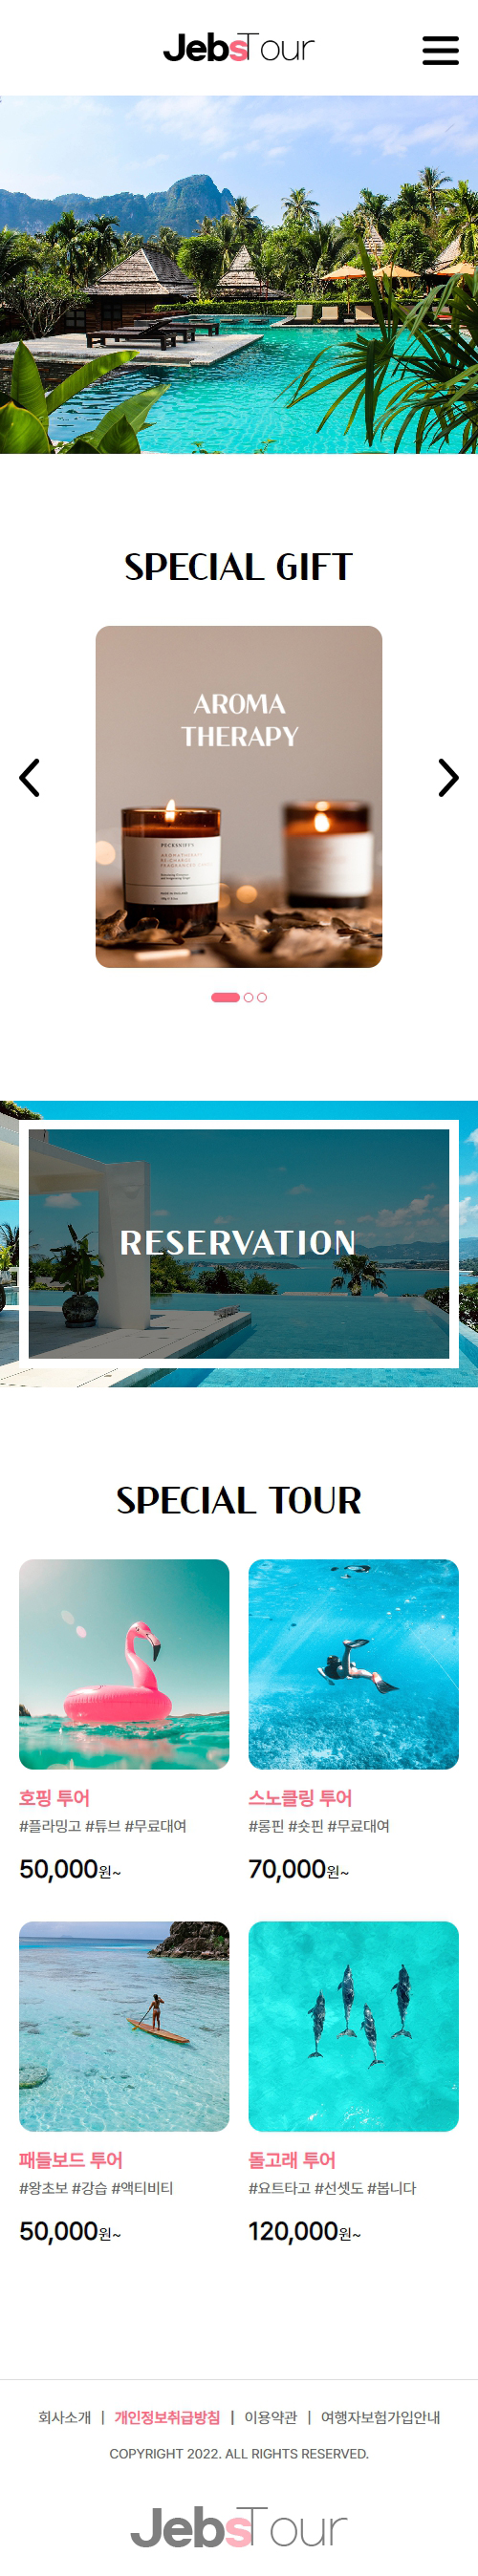 JebsTour
SPECIAL GIFT
AROMA
THERAPY
PECKSNIFF'S
SPECIAL TOUR
RESERVATION
호핑 투어
#플라밍고 #튜브 #무료대여
50,000원~
스노클링 투어
#롱핀 #숏핀 #무료대여
70,000원~
패들보드 투어
#왕초보 #강습 #액티비티
50,000원~
돌고래 투어
#요트타고 #선셋도 #봅니다
120,000원~
회사소개 | 개인정보취급방침 | 이용약관 | 여행자보험가입안내
COPYRIGHT 2022. ALL RIGHTS RESERVED.
JebsTour